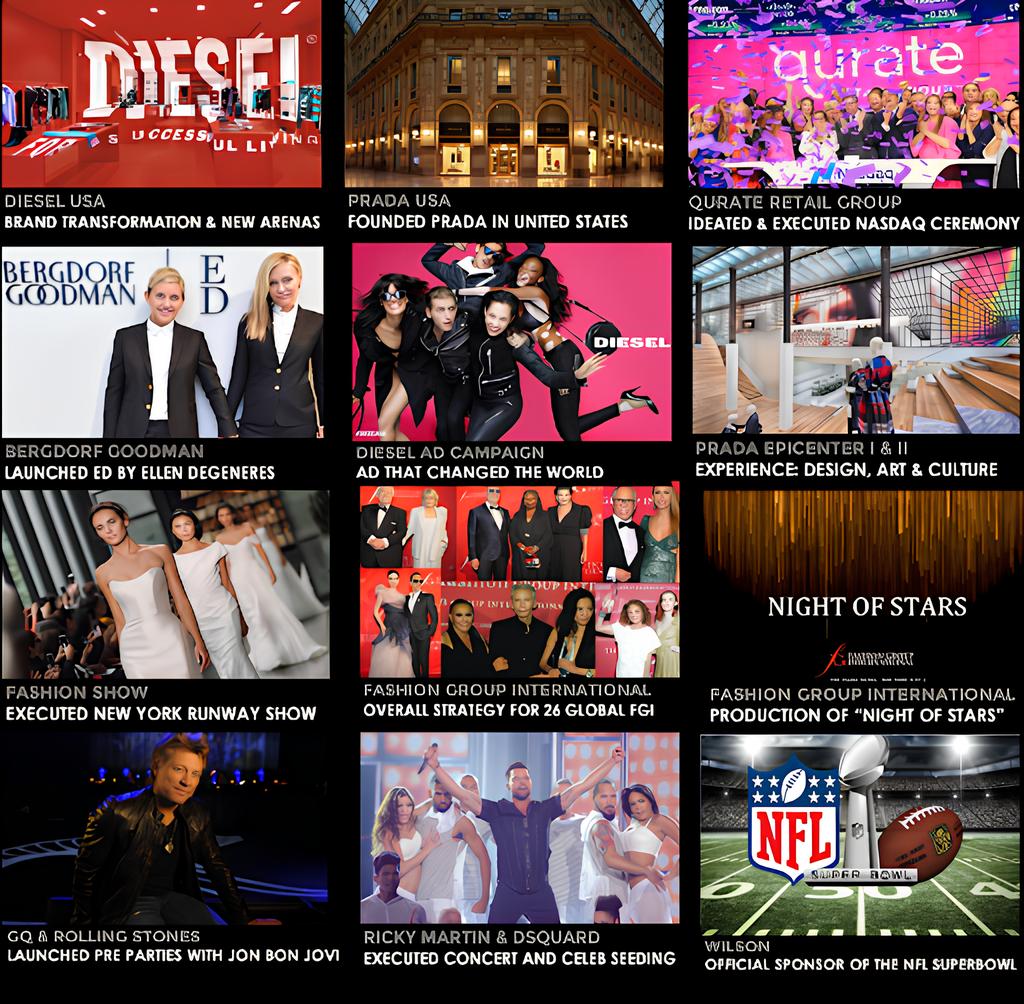 DIESEL
SUCCESSFUL LIVING
FOR
DIESEL USA
BRAND TRANSFORMATION & NEW ARENAS
PRADA USA
FOUNDED PRADA IN UNITED STATES
qurate
QURATE RETAIL GROUP
IDEATED & EXECUTED NASDAQ CEREMONY
BERGDORF
GOODMAN
E
D
BERGDORF GOODMAN
LAUNCHED ED BY ELLEN DEGENERES
DIESEL
DIESEL AD CAMPAIGN
AD THAT CHANGED THE WORLD
PRADA EPICENTER I & II
EXPERIENCE: DESIGN, ART & CULTURE
FASHION SHOW
EXECUTED NEW YORK RUNWAY SHOW
FASHION GROUP INTERNATIONAL
OVERALL STRATEGY FOR 26 GLOBAL FGI
NIGHT OF STARS
FASHION GROUP INTERNATIONAL
PRODUCTION OF “NIGHT OF STARS”
GQ & ROLLING STONES
LAUNCHED PRE PARTIES WITH JON BON JOVI
RICKY MARTIN & DSQUARD
EXECUTED CONCERT AND CELEB SEEDING
NFL
SUPER BOWL
50
WILSON
OFFICIAL SPONSOR OF THE NFL SUPERBOWL